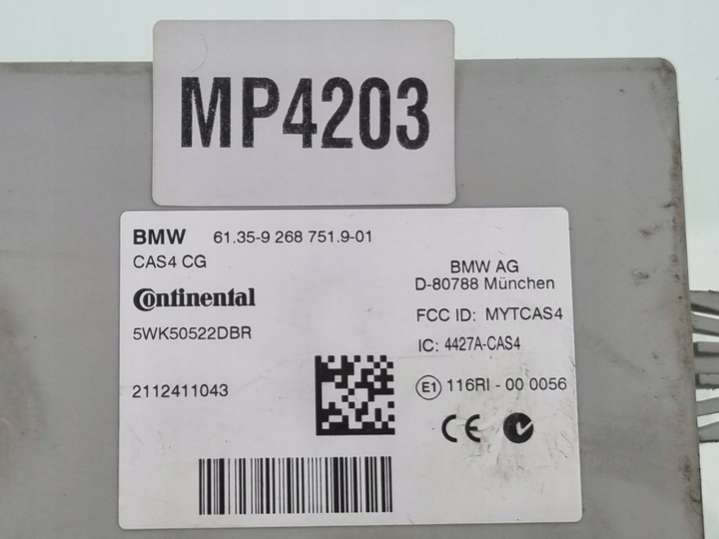 MP4203
BMW 61.35-9 268 751.9-01
CAS4 CG
Continental
5WK50522DBR
2112411043
BMW AG
D-80788 München
FCC ID: MYTCAS4
IC: 4427A-CAS4
E1 116RI - 00 0056
CE